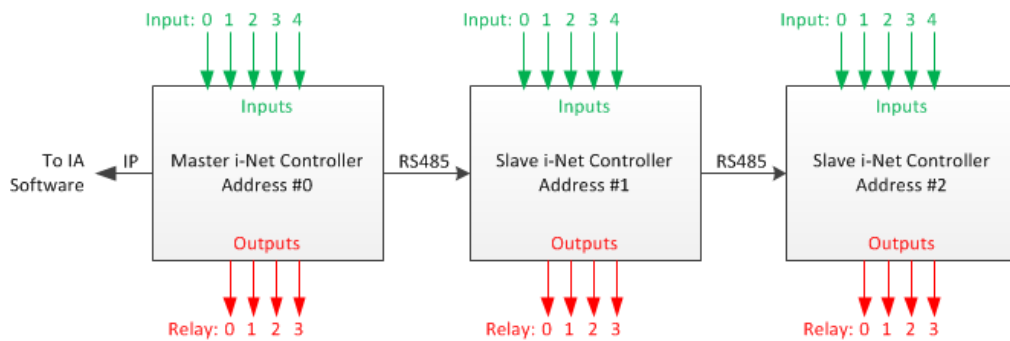 Input: 0 1 2 3 4
Input: 0 1 2 3 4
Input: 0 1 2 3 4
Inputs
Inputs
Inputs
To IA
Software
IP
Master i-Net Controller
Address #0
RS485
Slave i-Net Controller
Address #1
RS485
Slave i-Net Controller
Address #2
Outputs
Outputs
Outputs
Relay: 0 1 2 3
Relay: 0 1 2 3
Relay: 0 1 2 3